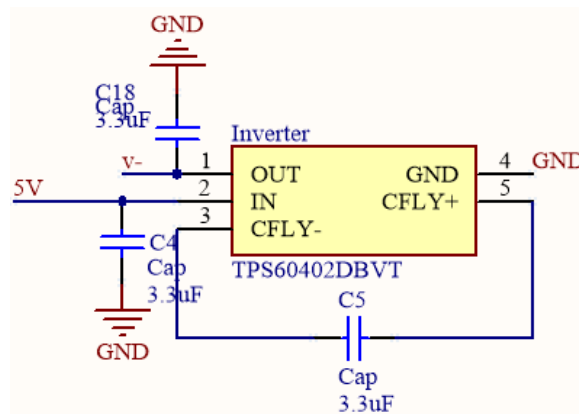 GND
C18
Cap
3.3uF
Inverter
v-
1
OUT
GND
4
GND
5V
2
IN
CFLY+
5
3
CFLY-
C4
Cap
3.3uF
TPS60402DBVT
GND
C5
Cap
3.3uF